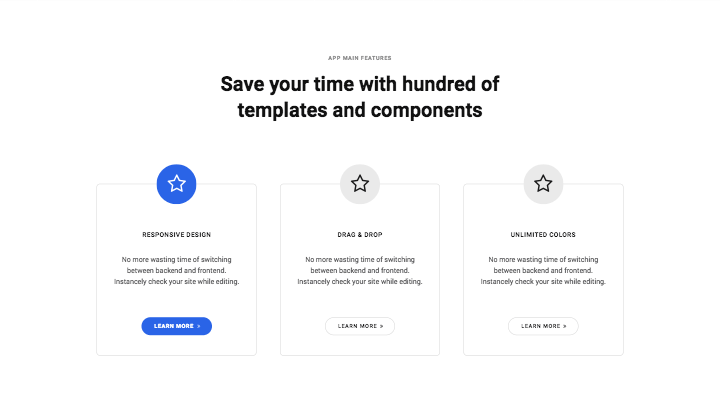 APP MAIN FEATURES
Save your time with hundred of
templates and components
RESPONSIVE DESIGN
No more wasting time of switching
between backend and frontend.
Instancely check your site while editing.
LEARN MORE »
DRAG & DROP
No more wasting time of switching
between backend and frontend.
Instancely check your site while editing.
LEARN MORE »
UNLIMITED COLORS
No more wasting time of switching
between backend and frontend.
Instancely check your site while editing.
LEARN MORE »